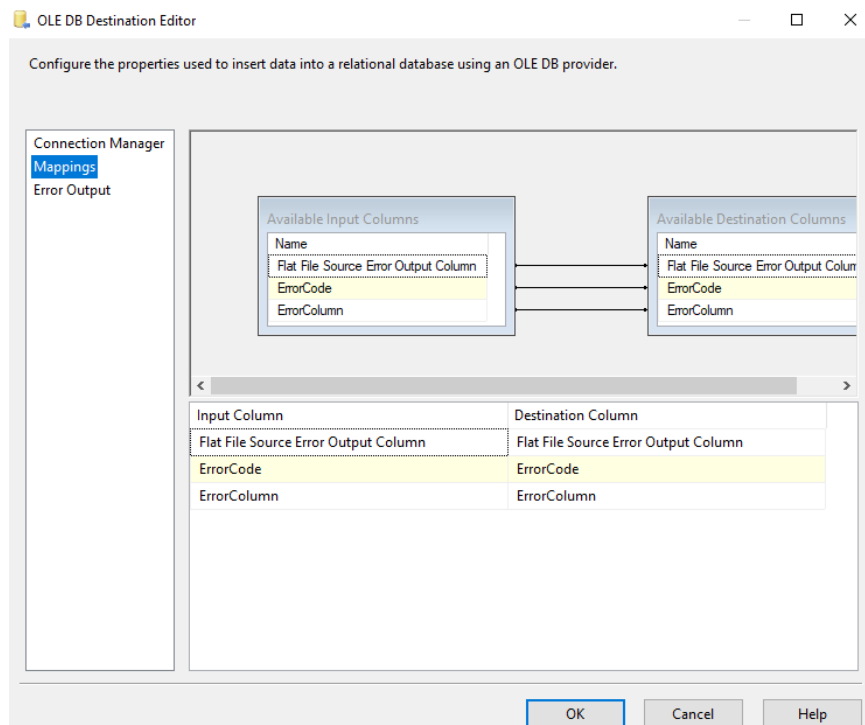 OLE DB Destination Editor
Configure the properties used to insert data into a relational database using an OLE DB provider.
Connection Manager
Mappings
Error Output
Available Input Columns
Name
Flat File Source Error Output Column
ErrorCode
ErrorColumn
Available Destination Columns
Name
Flat File Source Error Output Colum
ErrorCode
ErrorColumn
Input Column Destination Column
Flat File Source Error Output Column Flat File Source Error Output Column
ErrorCode ErrorCode
ErrorColumn ErrorColumn
OK Cancel Help